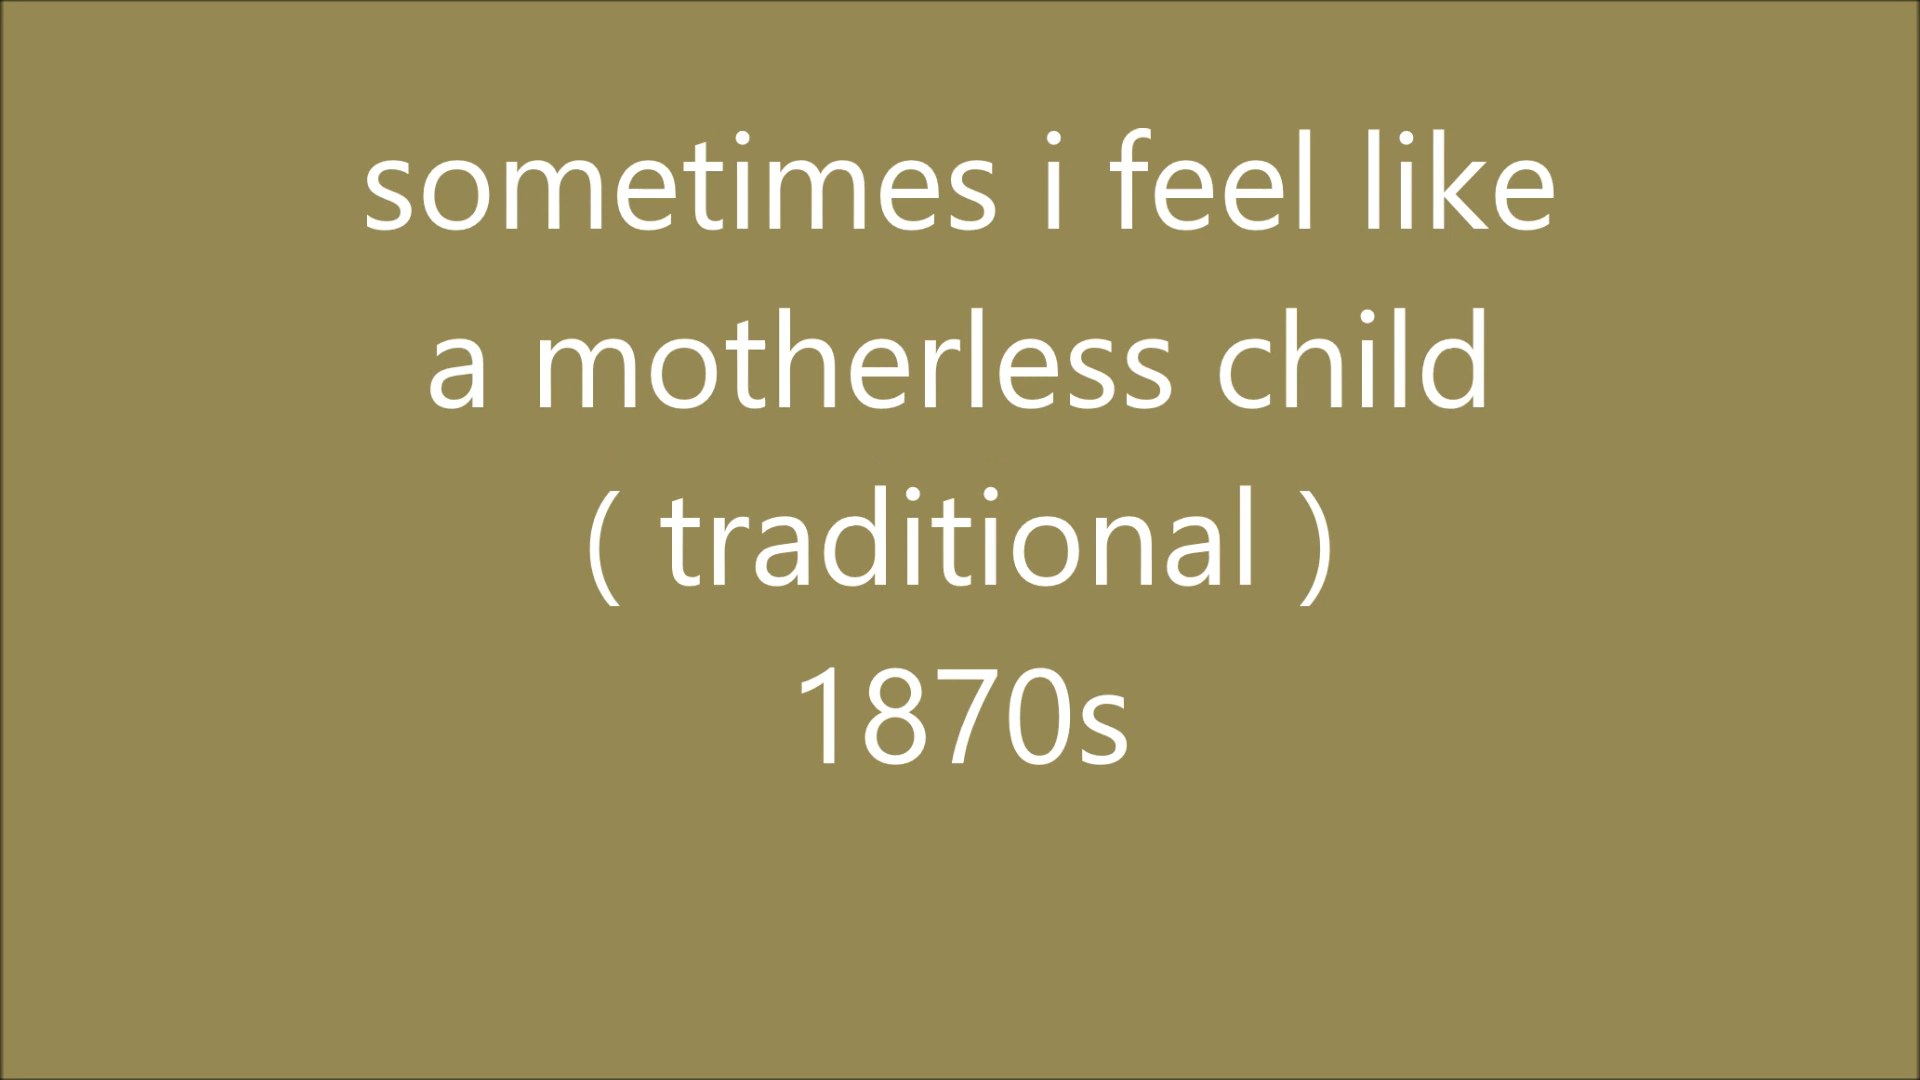 sometimes i feel like
a motherless child
( traditional )
1870s